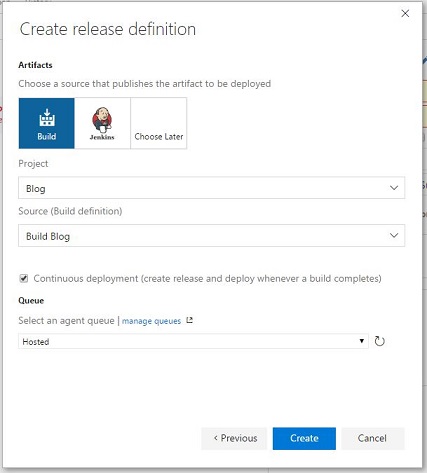 Create release definition
Artifacts
Choose a source that publishes the artifact to be deployed
Build
Jenkins
Choose Later
Project
Blog
Source (Build definition)
Build Blog
Continuous deployment (create release and deploy whenever a build completes)
Queue
Select an agent queue | manage queues
Hosted
< Previous
Create
Cancel